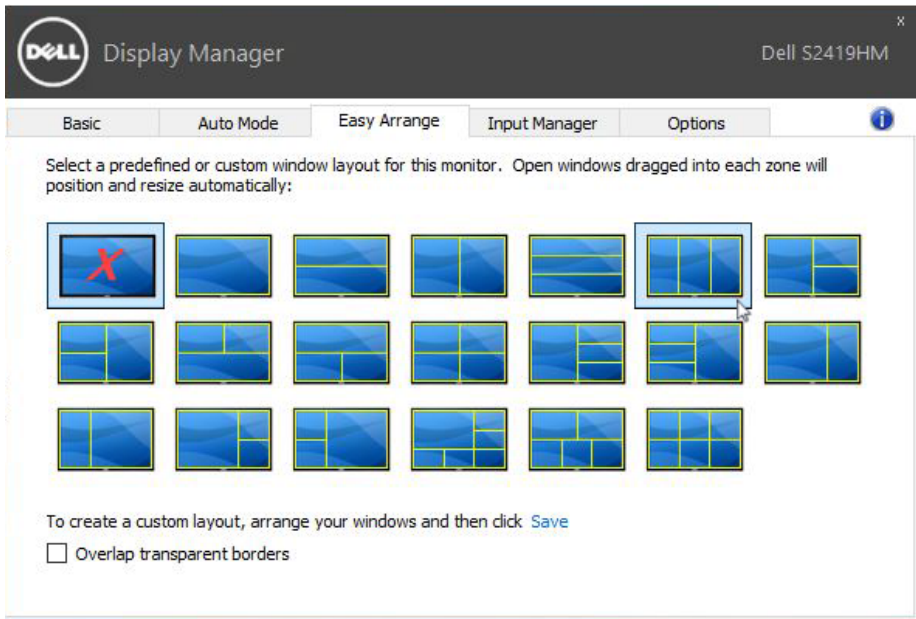 x
DELL
Display Manager
Dell S2419HM
Basic
Auto Mode
Easy Arrange
Input Manager
Options
i
Select a predefined or custom window layout for this monitor.  Open windows dragged into each zone will
position and resize automatically:
X
To create a custom layout, arrange your windows and then click Save
Overlap transparent borders